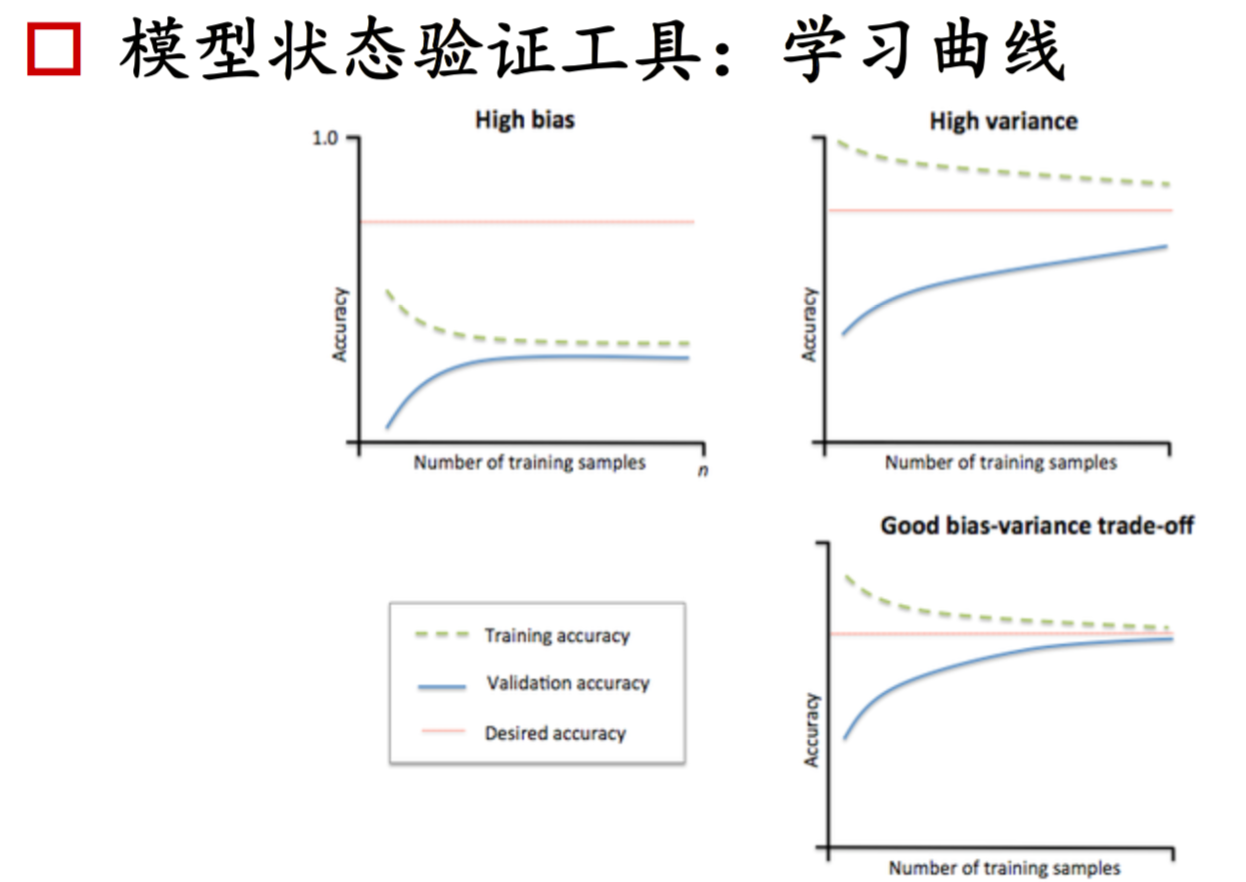 模型状态验证工具：学习曲线
High bias
1.0
Accuracy
Number of training samples
n
High variance
Accuracy
Number of training samples
Training accuracy
Validation accuracy
Desired accuracy
Good bias-variance trade-off
Accuracy
Number of training samples